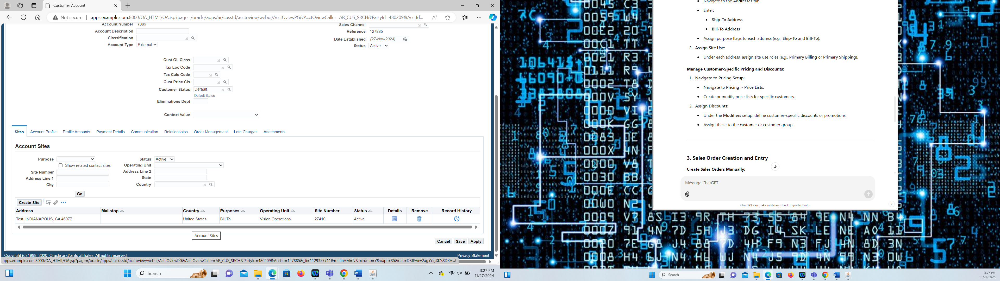 Customer Account
Not secure
apps.example.com:8000/OA_HTML/OA.jsp?page=/oracle/apps/ar/cusstd/acctoview/webui/AcctOviewPG&AcctOviewCaller=AR_CUS_SRCH&PartyId=480209&AcctId...
Account Number 7089
Sales Channel
Account Description
Reference 127885
Classification
Date Established (27-Nov-2024)
Account Type External
Status Active
Cust GL Class
Tax Loc Code
Tax Calc Code
Cust Price Cls
Customer Status Default
Default Status
Eliminations Dept
Context Value
Sites Account Profile Profile Amounts Payment Details Communication Relationships Order Management Late Charges Attachments
Account Sites
Purpose
Status Active
Show related contact sites
Operating Unit
Site Number
Address Line 2
Address Line 1
State
City
Country
Go
Create Site
Address Mailstop Country Purposes Operating Unit Site Number Status Details Remove Record History
Test, INDIANAPOLIS, CA 46077 United States Bill To Vision Operations 27410 Active
Account Sites
Cancel Save Apply
Copyright (c) 1998, 2020, Oracle and/or its affiliates. All rights reserved.
Privacy Statement
apps.example.com:8000/OA_HTML/OA.jsp?page=/oracle/apps/ar/cusstd/acctoview/webui/AcctOviewPG&AcctOviewCaller=AR_CUS_SRCH&PartyId=480209&AcctId=127885&_ti=1129357711&retainAM=N&bcrumb=Y&oapc=35&oas=DBfPwev2agkYIgXI7sSDKA..#
Search
3:27 PM
11/27/2024
Navigate to the Addresses tab.
Enter:
Ship-To Address
Bill-To Address
Assign purpose flags to each address (e.g., Ship-To and Bill-To).
2. Assign Site Use:
Under each address, assign site use roles (e.g., Primary Billing or Primary Shipping).
Manage Customer-Specific Pricing and Discounts:
1. Navigate to Pricing Setup:
Navigate to Pricing > Price Lists.
Create or modify price lists for specific customers.
2. Assign Discounts:
Under the Modifiers setup, define customer-specific discounts or promotions.
Assign these to the customer or customer group.
3. Sales Order Creation and Entry
Create Sales Orders Manually:
Message ChatGPT
ChatGPT can make mistakes. Check important info.
?
Search
3:27 PM
11/27/2024